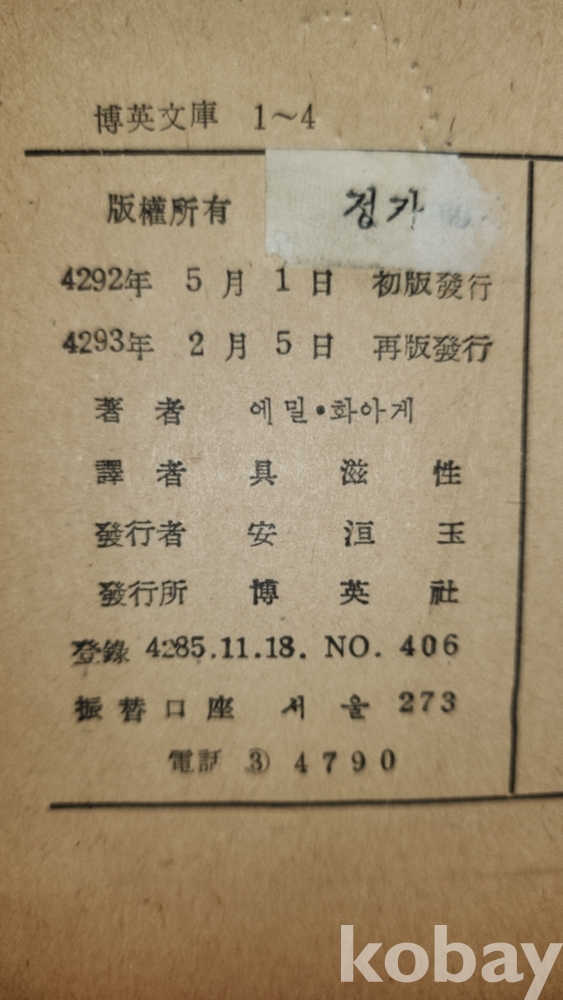 博英文庫 1~4
版權所有 정가
4292年 5月 1日 初版發行
4293年 2月 5日 再版發行
著者 에밀·화아게
譯者 具滋性
發行者 安洹玉
發行所 博英社
登錄 4285.11.18. NO. 406
振替口座 서울 273
電話 ③ 4790
kobay